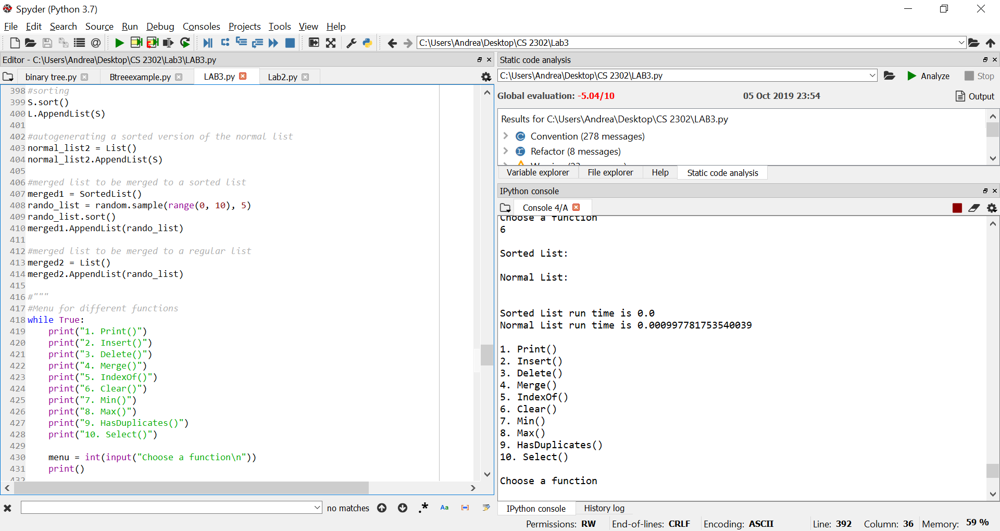 Spyder (Python 3.7)
File Edit Search Source Run Debug Consoles Projects Tools View Help
C:\Users\Andrea\Desktop\CS 2302\Lab3
Editor - C:\Users\Andrea\Desktop\CS 2302\Lab3\LAB3.py
binary tree.py Btreeexample.py LAB3.py Lab2.py
398 #sorting
399 S.sort()
400 L.AppendList(S)
401
402 #autogenerating a sorted version of the normal list
403 normal_list2 = List()
404 normal_list2.AppendList(S)
405
406 #merged list to be merged to a sorted list
407 merged1 = SortedList()
408 rando_list = random.sample(range(0, 10), 5)
409 rando_list.sort()
410 merged1.AppendList(rando_list)
411
412 #merged list to be merged to a regular list
413 merged2 = List()
414 merged2.AppendList(rando_list)
415
416 #"""
417 #Menu for different functions
418 while True:
419     print("1. Print()")
420     print("2. Insert()")
421     print("3. Delete()")
422     print("4. Merge()")
423     print("5. IndexOf()")
424     print("6. Clear()")
425     print("7. Min()")
426     print("8. Max()")
427     print("9. HasDuplicates()")
428     print("10. Select()")
429
430     menu = int(input("Choose a function\n"))
431     print()
432
no matches
.* Aa
Static code analysis
C:\Users\Andrea\Desktop\CS 2302\LAB3.py
Analyze Stop
Global evaluation: -5.04/10 05 Oct 2019 23:54 Output
Results for C:\Users\Andrea\Desktop\CS 2302\LAB3.py
Convention (278 messages)
Refactor (8 messages)
Variable explorer File explorer Help Static code analysis
IPython console
Console 4/A
Choose a function
6
Sorted List:
Normal List:
Sorted List run time is 0.0
Normal List run time is 0.000997781753540039
1. Print()
2. Insert()
3. Delete()
4. Merge()
5. IndexOf()
6. Clear()
7. Min()
8. Max()
9. HasDuplicates()
10. Select()
Choose a function
IPython console History log
Permissions: RW End-of-lines: CRLF Encoding: ASCII Line: 392 Column: 36 Memory: 59 %